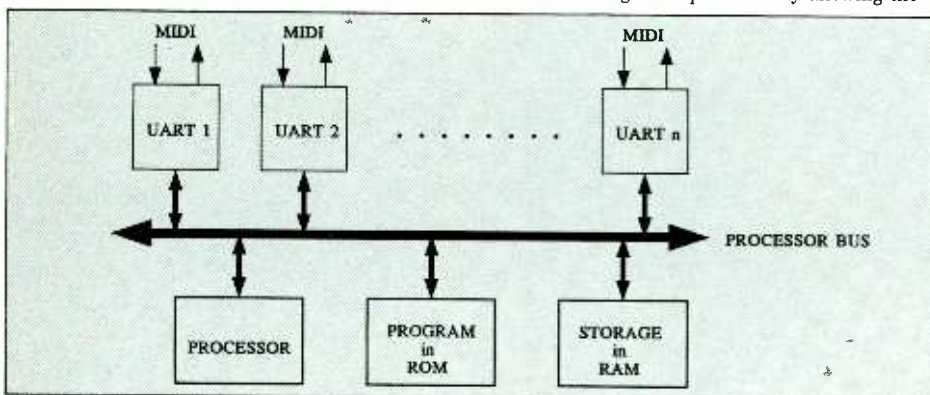 MIDI MIDI MIDI
UART 1 UART 2 . . . . . . . . UART n
PROCESSOR BUS
PROCESSOR
PROGRAM
in
ROM
STORAGE
in
RAM